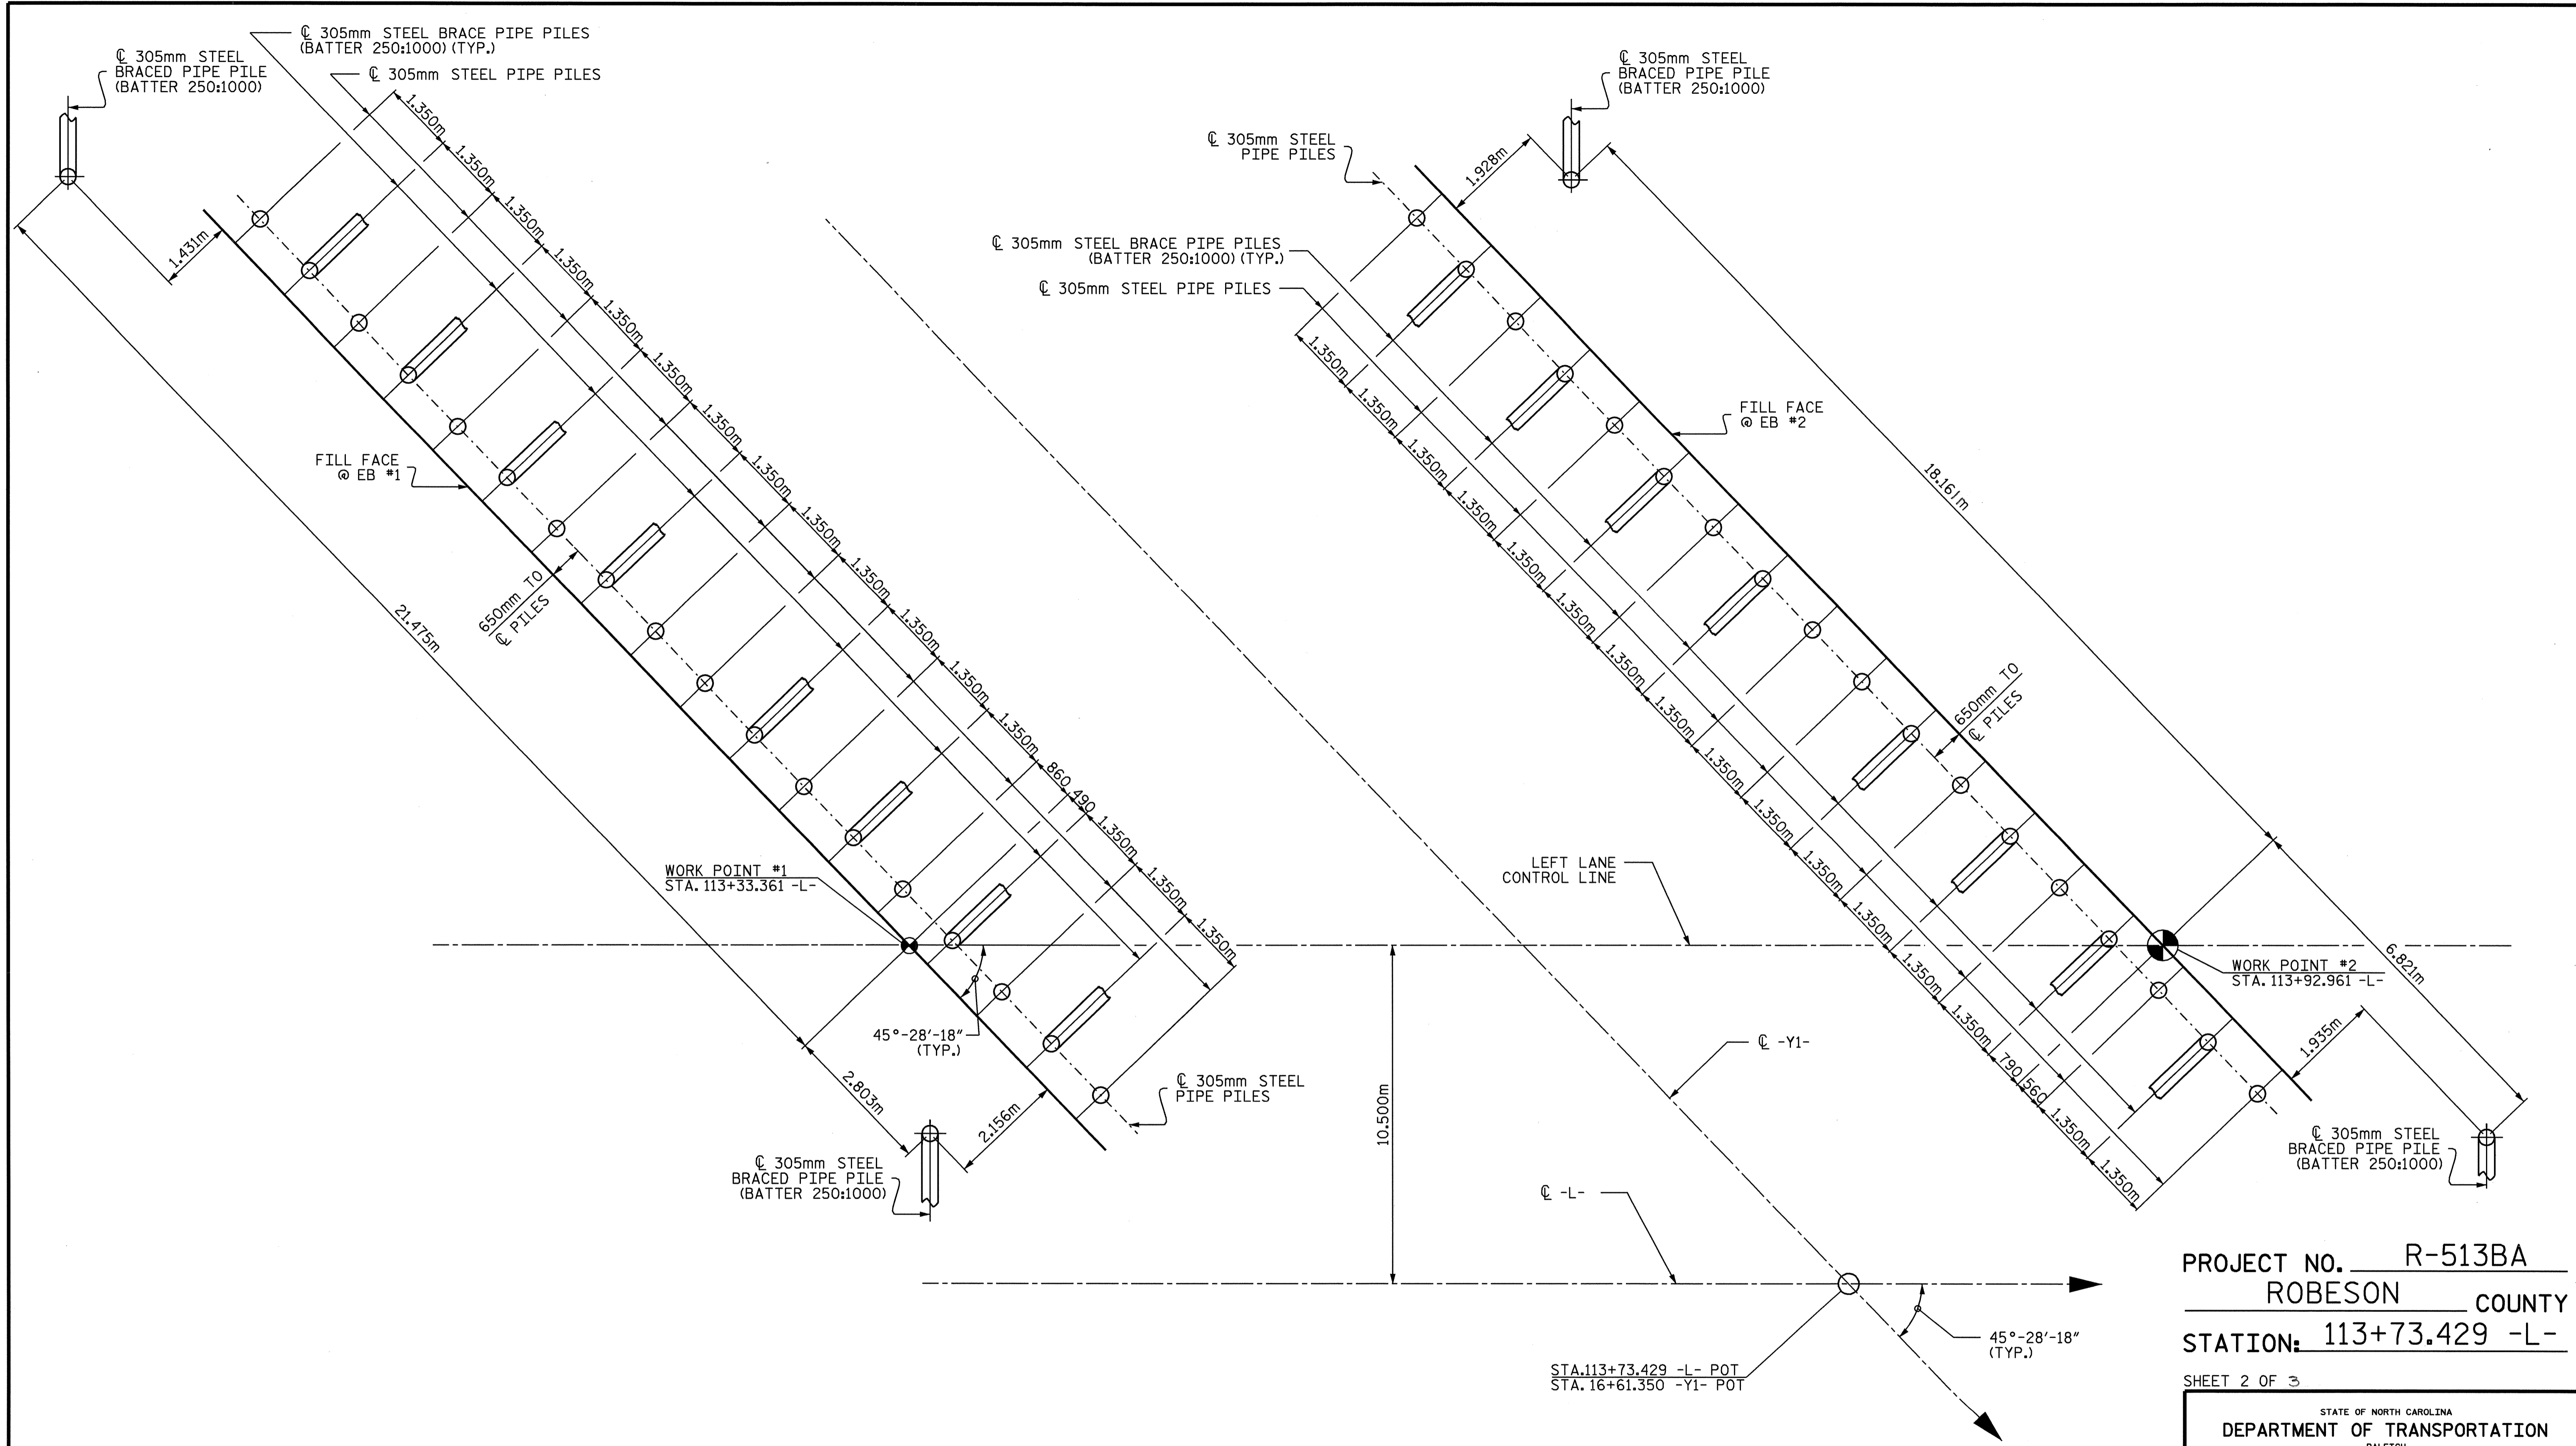 ℄ 305mm STEEL BRACE PIPE PILES
(BATTER 250:1000) (TYP.)
℄ 305mm STEEL PIPE PILES
℄ 305mm STEEL
BRACED PIPE PILE
(BATTER 250:1000)
1.431m
1.350m
1.350m
1.350m
1.350m
1.350m
1.350m
1.350m
1.350m
1.350m
1.350m
1.350m
1.350m
1.350m
860
490
1.350m
1.350m
1.350m
FILL FACE
@ EB #1
650mm TO
℄ PILES
21.475m
WORK POINT #1
STA. 113+33.361 -L-
45°-28'-18"
(TYP.)
2.803m
2.156m
℄ 305mm STEEL
PIPE PILES
℄ 305mm STEEL
BRACED PIPE PILE
(BATTER 250:1000)
℄ 305mm STEEL
BRACED PIPE PILE
(BATTER 250:1000)
℄ 305mm STEEL
PIPE PILES
1.928m
℄ 305mm STEEL BRACE PIPE PILES
(BATTER 250:1000) (TYP.)
℄ 305mm STEEL PIPE PILES
1.350m
1.350m
1.350m
1.350m
1.350m
1.350m
1.350m
1.350m
1.350m
1.350m
1.350m
1.350m
1.350m
1.350m
790
560
1.350m
1.350m
FILL FACE
@ EB #2
18.161m
650mm TO
℄ PILES
LEFT LANE
CONTROL LINE
WORK POINT #2
STA. 113+92.961 -L-
6.821m
1.935m
℄ 305mm STEEL
BRACED PIPE PILE
(BATTER 250:1000)
10.500m
℄ -Y1-
℄ -L-
45°-28'-18"
(TYP.)
STA.113+73.429 -L- POT
STA. 16+61.350 -Y1- POT
PROJECT NO. R-513BA
ROBESON COUNTY
STATION: 113+73.429 -L-
SHEET 2 OF 3
STATE OF NORTH CAROLINA
DEPARTMENT OF TRANSPORTATION
RALEIGH